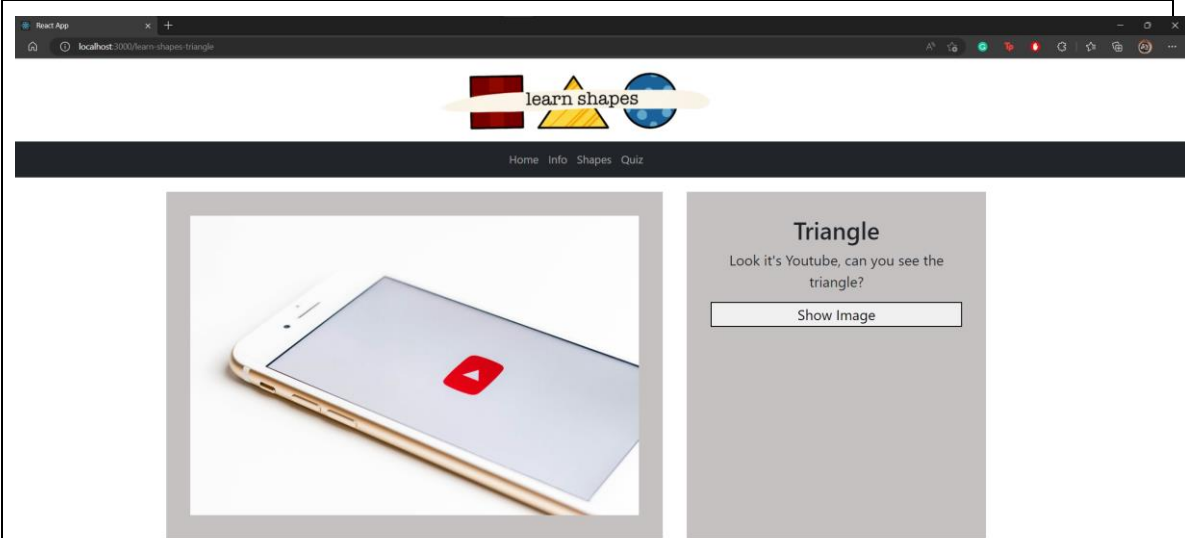 React App
localhost:3000/learn-shapes-triangle
learn shapes
Home Info Shapes Quiz
Triangle
Look it's Youtube, can you see the
triangle?
Show Image